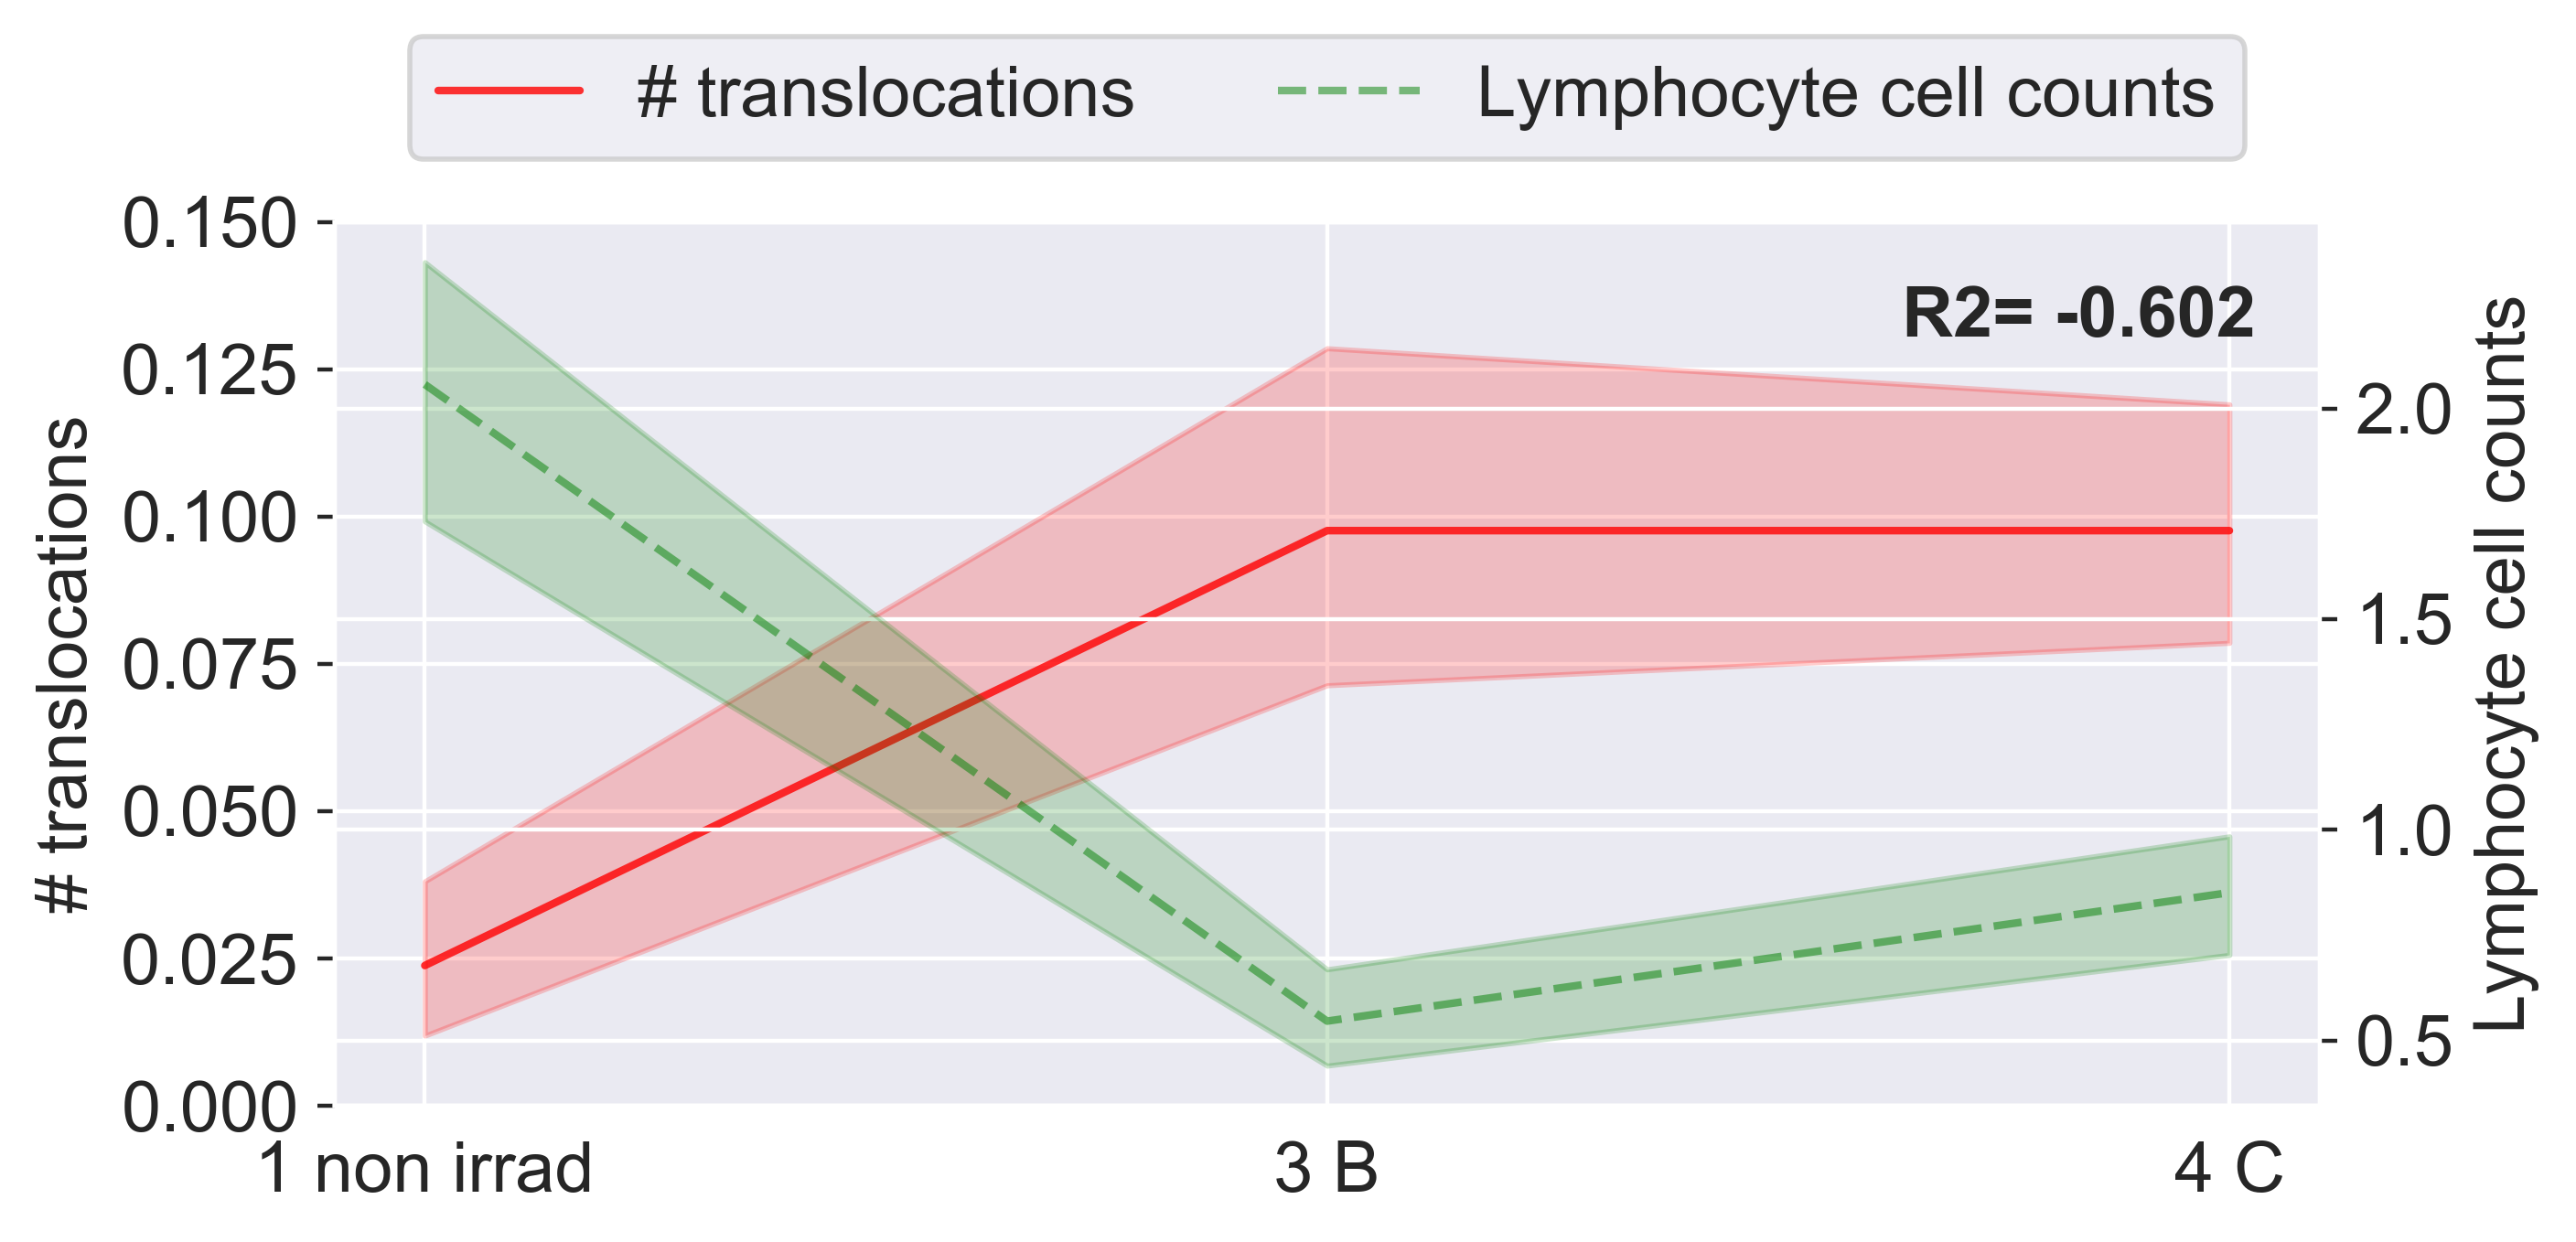 # translocations
Lymphocyte cell counts
0.150
0.125
0.100
0.075
0.050
0.025
0.000
# translocations
R2= -0.602
2.0
1.5
1.0
0.5
Lymphocyte cell counts
1 non irrad
3 B
4 C